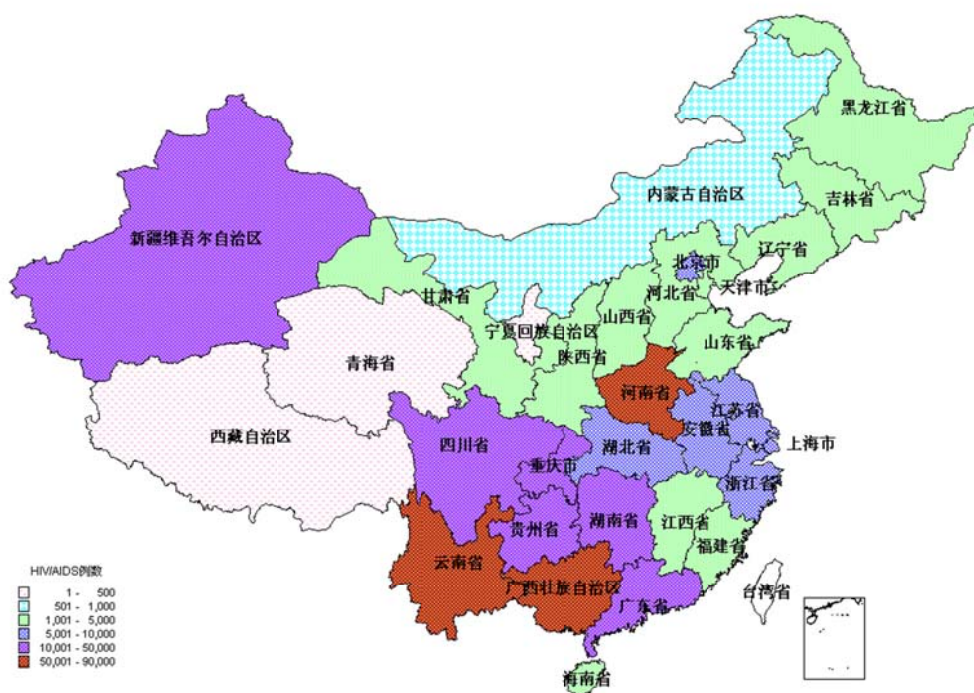 黑龙江省
内蒙古自治区
吉林省
新疆维吾尔自治区
辽宁省
北京市
天津市
河北省
甘肃省
山西省
宁夏回族自治区
山东省
陕西省
青海省
河南省
江苏省
西藏自治区
安徽省
四川省
湖北省
上海市
重庆市
浙江省
贵州省
湖南省
江西省
福建省
云南省
广西壮族自治区
广东省
台湾省
海南省
HIV/AIDS例数
1 - 500
501 - 1,000
1,001 - 5,000
5,001 - 10,000
10,001 - 50,000
50,001 - 90,000